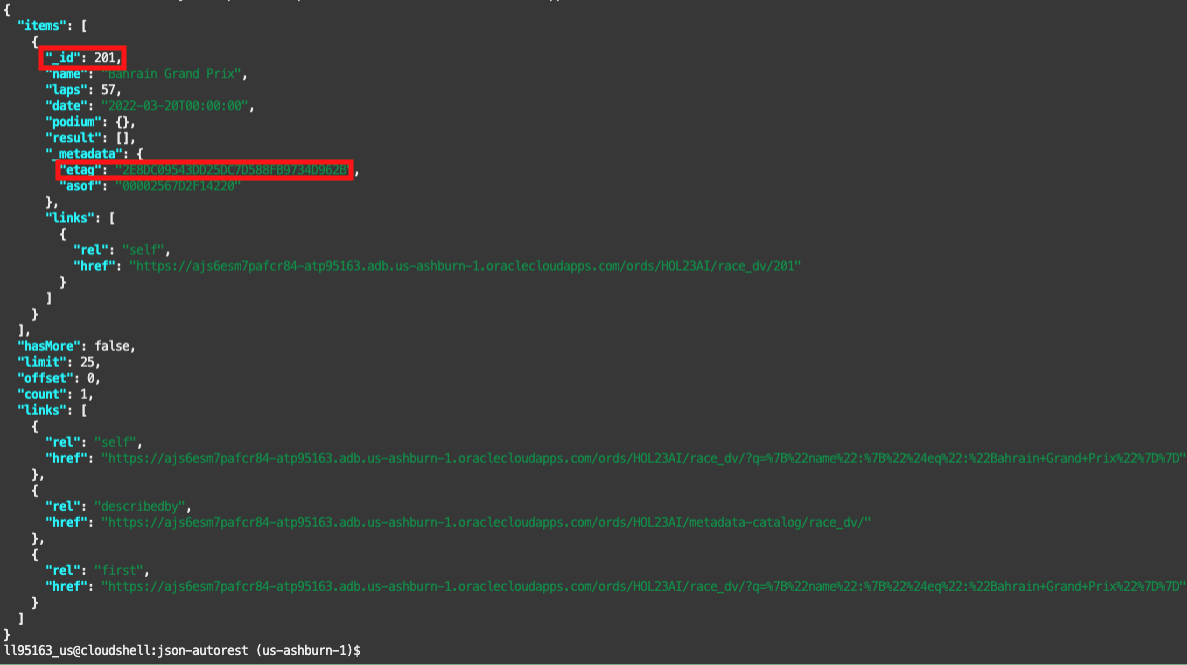 {
  "items": [
    {
      "_id": 201,
      "name": "Bahrain Grand Prix",
      "laps": 57,
      "date": "2022-03-20T00:00:00",
      "podium": {},
      "result": [],
      "_metadata": {
        "etag": "2E8DC09543DD25DC7D588FB9734D962B",
        "asof": "00002567D2F14220"
      },
      "links": [
        {
          "rel": "self",
          "href": "https://ajs6esm7pafcr84-atp95163.adb.us-ashburn-1.oraclecloudapps.com/ords/HOL23AI/race_dv/201"
        }
      ]
    }
  ],
  "hasMore": false,
  "limit": 25,
  "offset": 0,
  "count": 1,
  "links": [
    {
      "rel": "self",
      "href": "https://ajs6esm7pafcr84-atp95163.adb.us-ashburn-1.oraclecloudapps.com/ords/HOL23AI/race_dv/?q=%7B%22name%22:%7B%22%24eq%22:%22Bahrain+Grand+Prix%22%7D%7D"
    },
    {
      "rel": "describedby",
      "href": "https://ajs6esm7pafcr84-atp95163.adb.us-ashburn-1.oraclecloudapps.com/ords/HOL23AI/metadata-catalog/race_dv/"
    },
    {
      "rel": "first",
      "href": "https://ajs6esm7pafcr84-atp95163.adb.us-ashburn-1.oraclecloudapps.com/ords/HOL23AI/race_dv/?q=%7B%22name%22:%7B%22%24eq%22:%22Bahrain+Grand+Prix%22%7D%7D"
    }
  ]
}
ll95163_us@cloudshell:json-autorest (us-ashburn-1)$